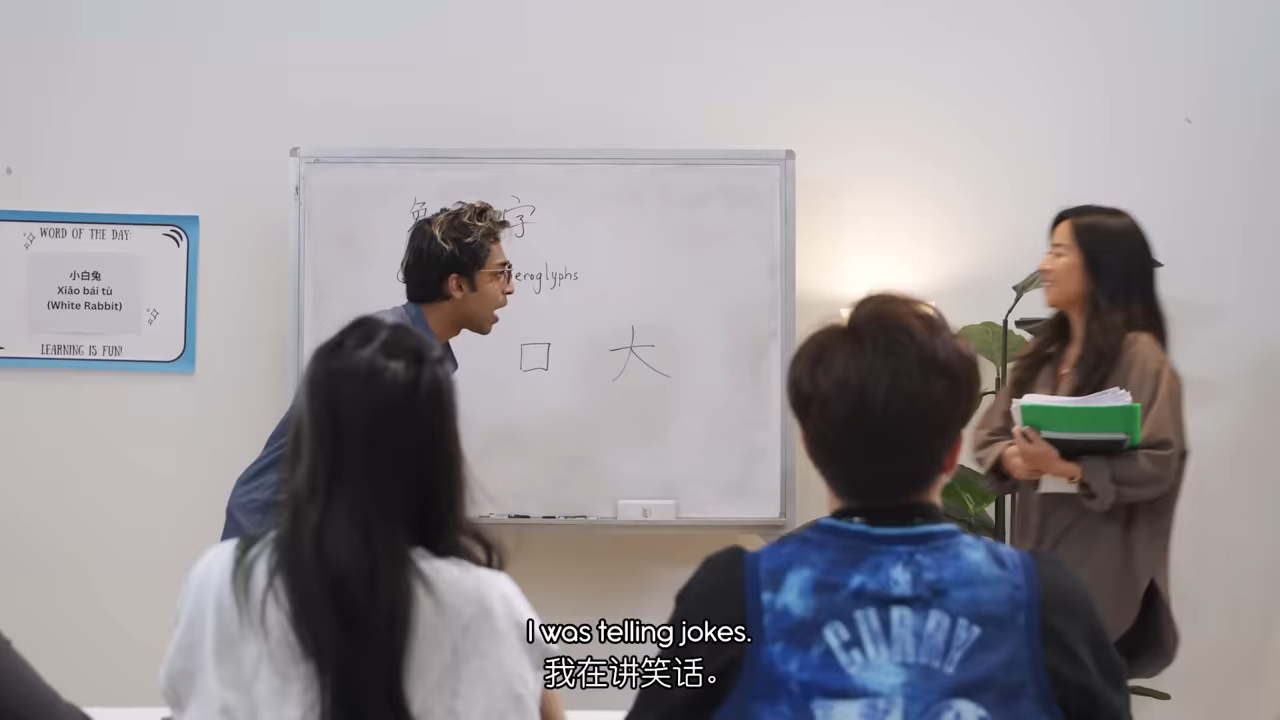 WORD OF THE DAY:
小白兔
Xiǎo bái tù
(White Rabbit)
LEARNING IS FUN!
字
口 大
CURRY
I was telling jokes.
我在讲笑话。